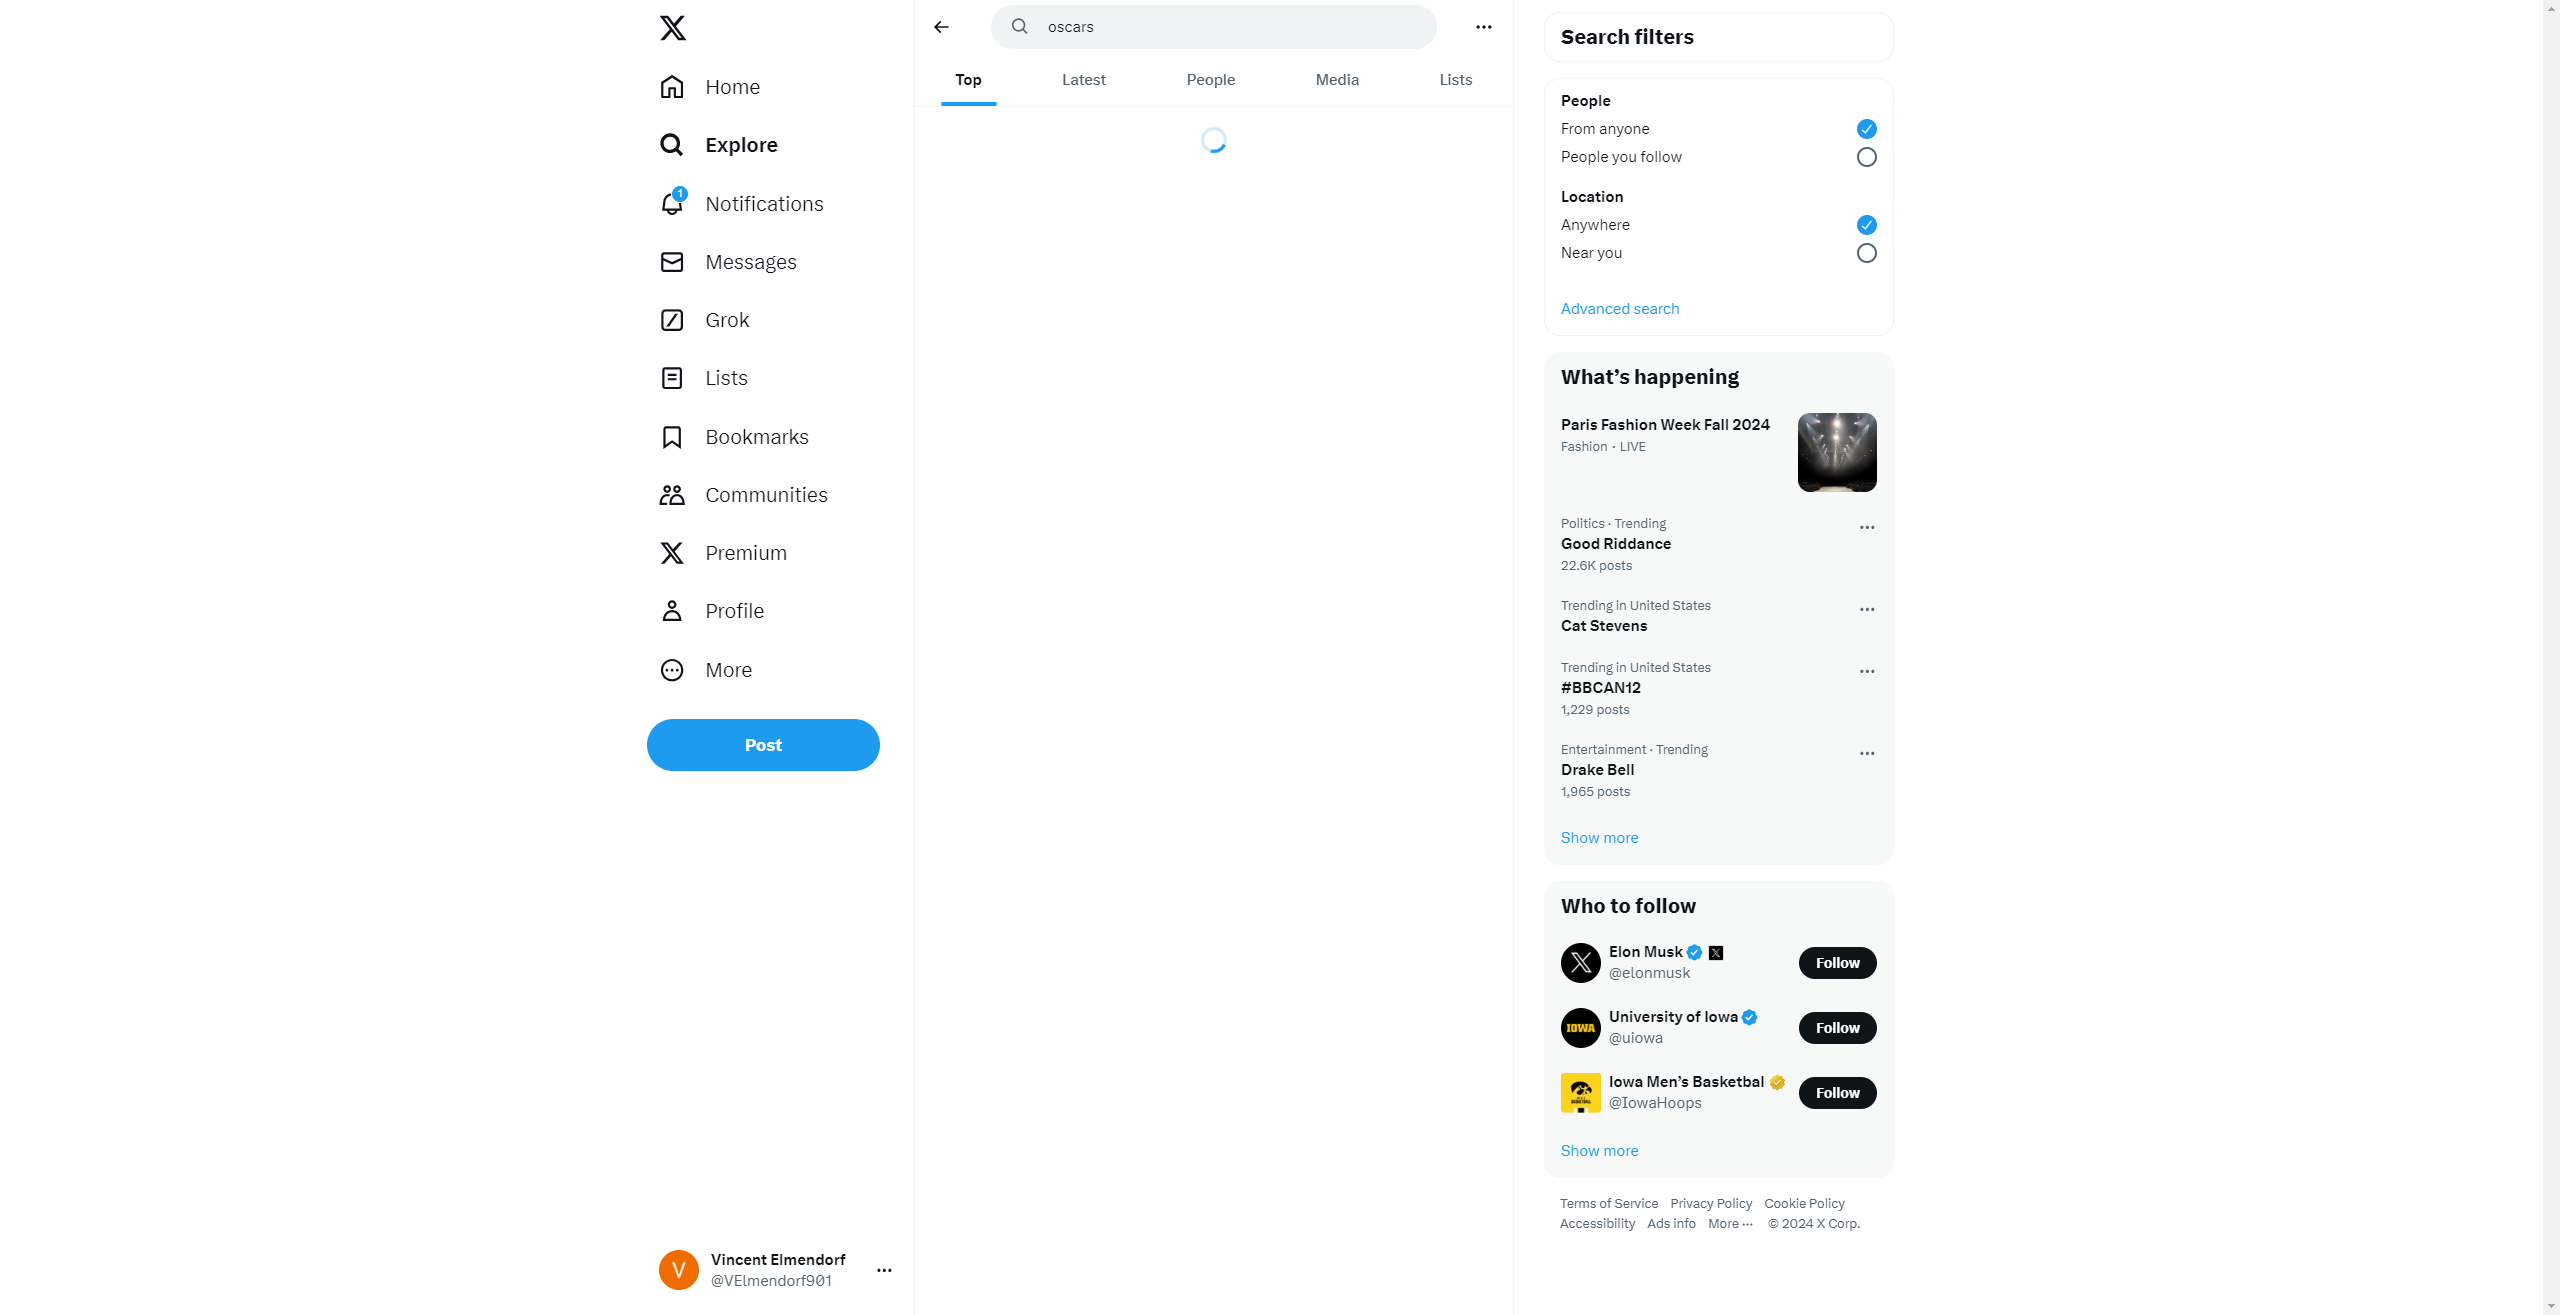 Home
Explore
1
Notifications
Messages
Grok
Lists
Bookmarks
Communities
Premium
Profile
More
Post
Vincent Elmendorf
@VElmendorf901
V
oscars
Top Latest People Media Lists
Search filters
People
From anyone
People you follow
Location
Anywhere
Near you
Advanced search
What’s happening
Paris Fashion Week Fall 2024
Fashion · LIVE
Politics · Trending
Good Riddance
22.6K posts
Trending in United States
Cat Stevens
Trending in United States
#BBCAN12
1,229 posts
Entertainment · Trending
Drake Bell
1,965 posts
Show more
Who to follow
Elon Musk
@elonmusk
Follow
IOWA
University of Iowa
@uiowa
Follow
Iowa Men’s Basketbal
@IowaHoops
Follow
Show more
Terms of Service Privacy Policy Cookie Policy
Accessibility Ads info More ··· © 2024 X Corp.